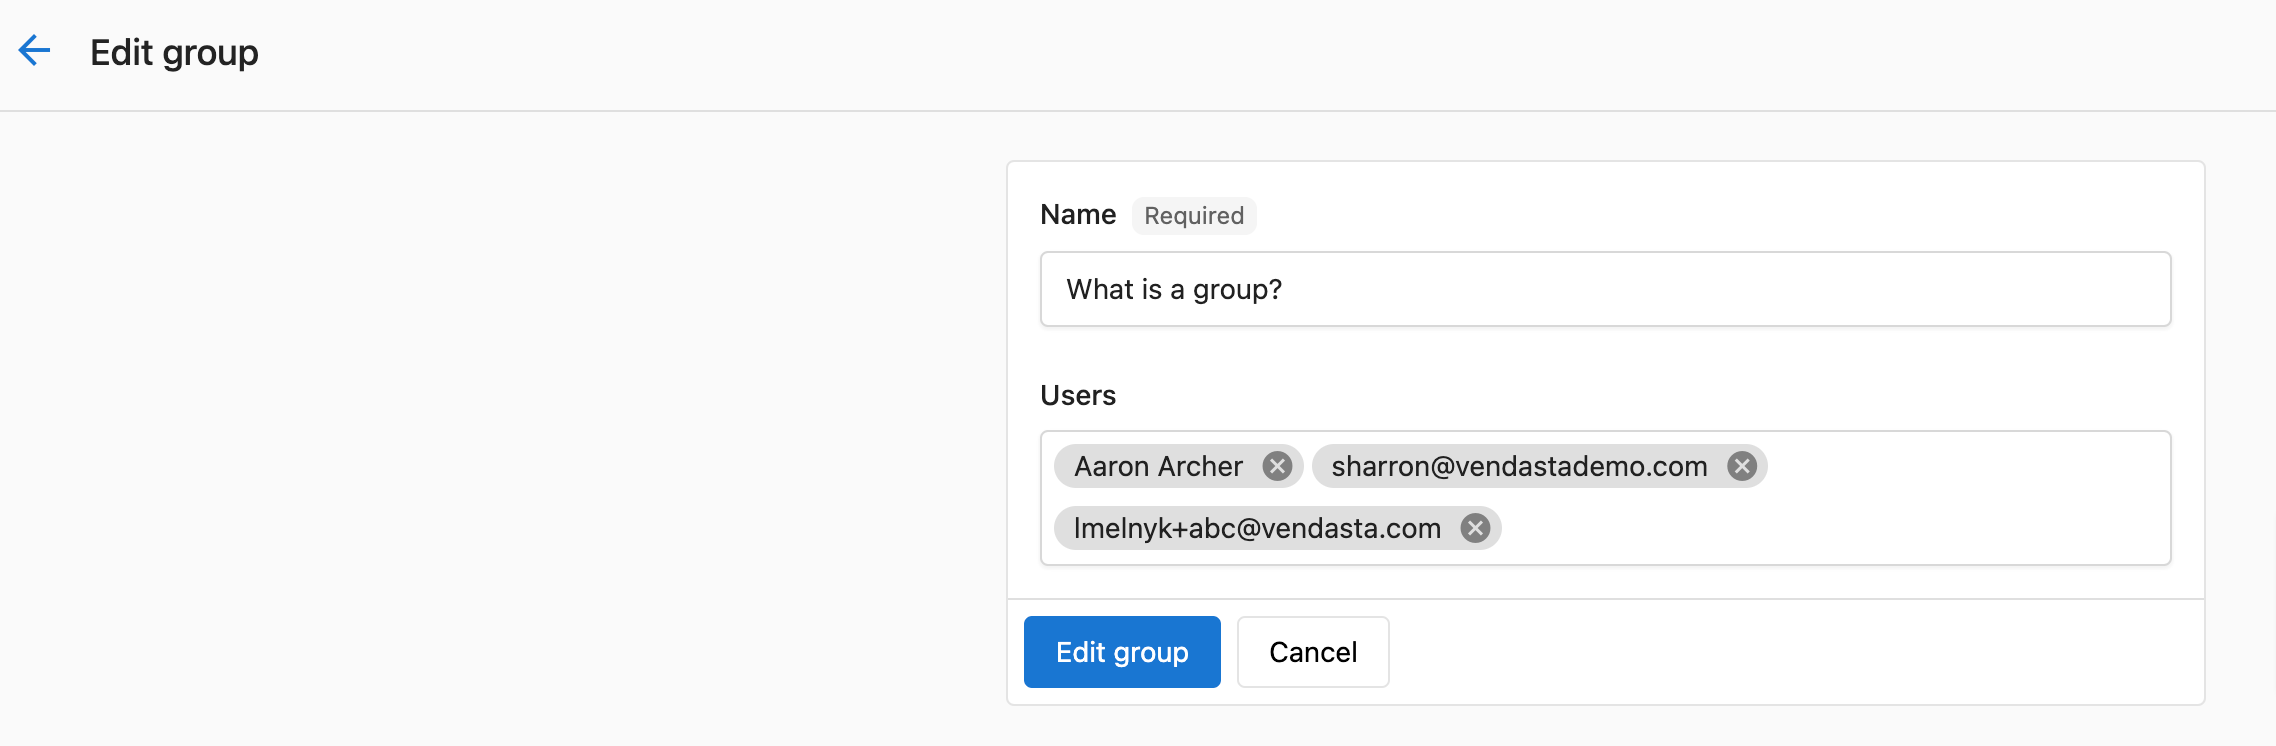 Edit group
Name Required
What is a group?
Users
Aaron Archer sharron@vendastademo.com
lmelnyk+abc@vendasta.com
Edit group Cancel